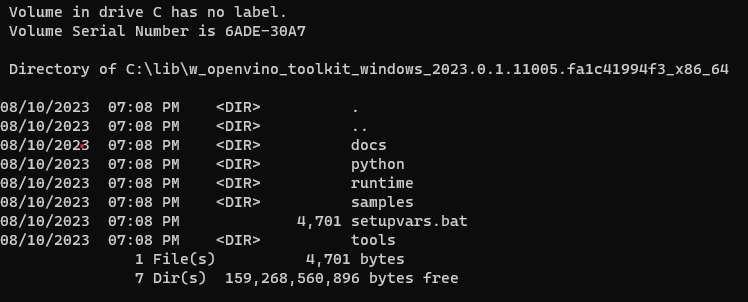 Volume in drive C has no label.
Volume Serial Number is 6ADE-30A7
Directory of C:\lib\w_openvino_toolkit_windows_2023.0.1.11005.fa1c41994f3_x86_64
08/10/2023  07:08 PM    <DIR>          .
08/10/2023  07:08 PM    <DIR>          ..
08/10/2023  07:08 PM    <DIR>          docs
08/10/2023  07:08 PM    <DIR>          python
08/10/2023  07:08 PM    <DIR>          runtime
08/10/2023  07:08 PM    <DIR>          samples
08/10/2023  07:08 PM             4,701 setupvars.bat
08/10/2023  07:08 PM    <DIR>          tools
               1 File(s)          4,701 bytes
               7 Dir(s)  159,268,560,896 bytes free